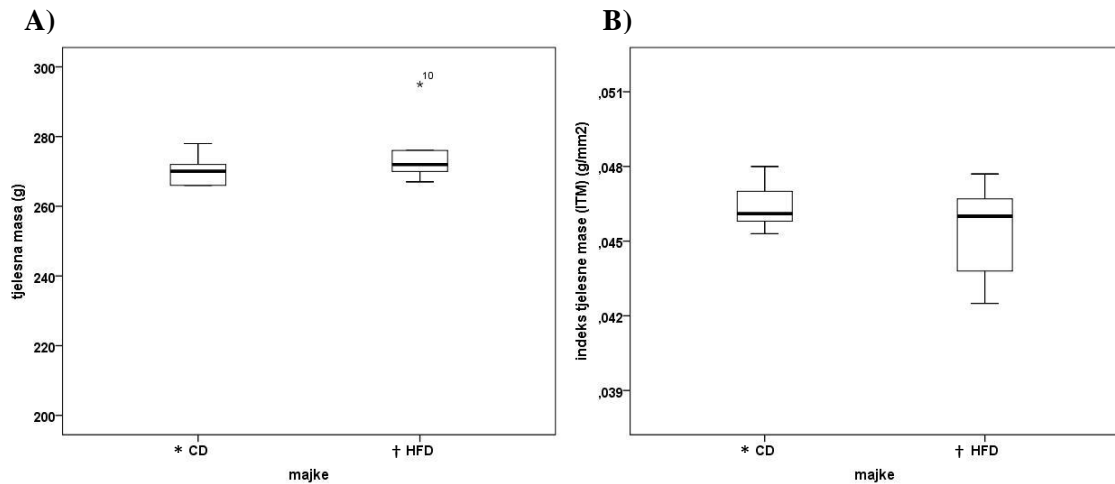 A)
tjelesna masa (g)
300
280
260
240
220
200
*10
* CD
† HFD
majke
B)
indeks tjelesne mase (ITM) (g/mm2)
,051
,048
,045
,042
,039
* CD
† HFD
majke